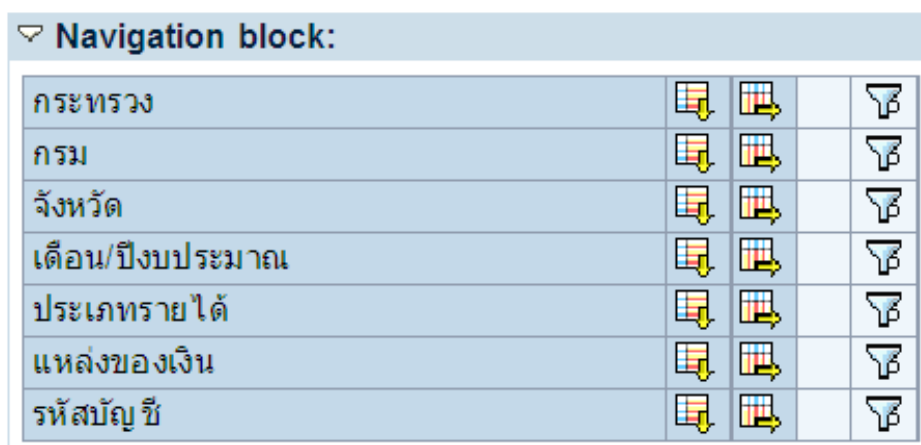 Navigation block:
กระทรวง
กรม
จังหวัด
เดือน/ปีงบประมาณ
ประเภทรายได้
แหล่งของเงิน
รหัสบัญชี